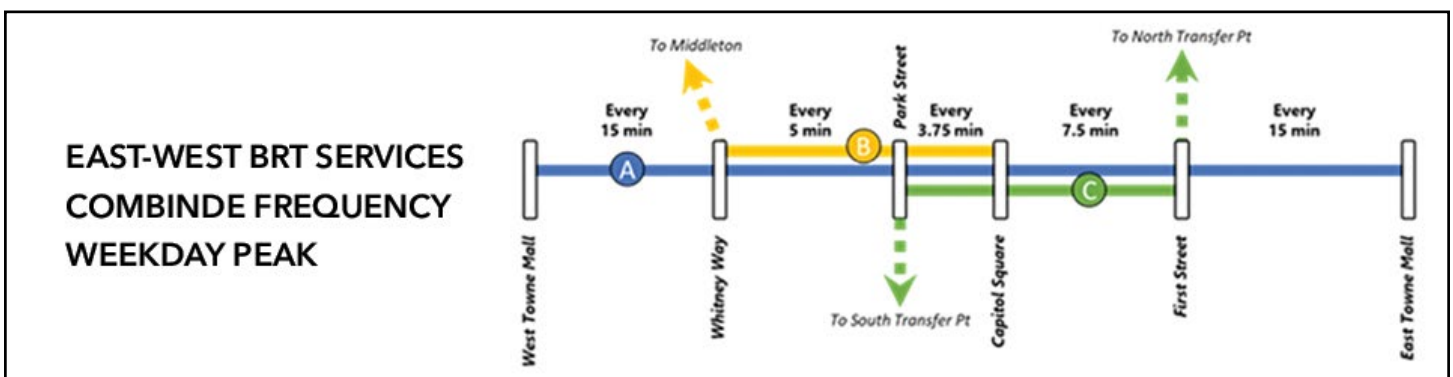 EAST-WEST BRT SERVICES
COMBINDE FREQUENCY
WEEKDAY PEAK
To Middleton
Park Street
To North Transfer Pt
Every
15 min
Every
5 min
Every
3.75 min
Every
7.5 min
Every
15 min
A
B
C
West Towne Mall
Whitney Way
To South Transfer Pt
Capitol Square
First Street
East Towne Mall